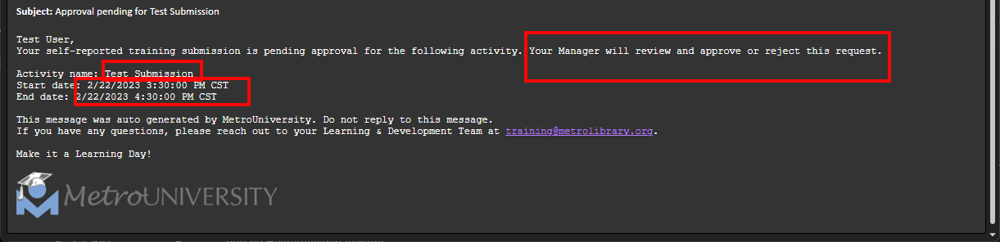 Subject: Approval pending for Test Submission
Test User,
Your self-reported training submission is pending approval for the following activity. Your Manager will review and approve or reject this request.
Activity name: Test Submission
Start date: 2/22/2023 3:30:00 PM CST
End date: 2/22/2023 4:30:00 PM CST
This message was auto generated by MetroUniversity. Do not reply to this message.
If you have any questions, please reach out to your Learning & Development Team at training@metrolibrary.org.
Make it a Learning Day!
MetroUNIVERSITY